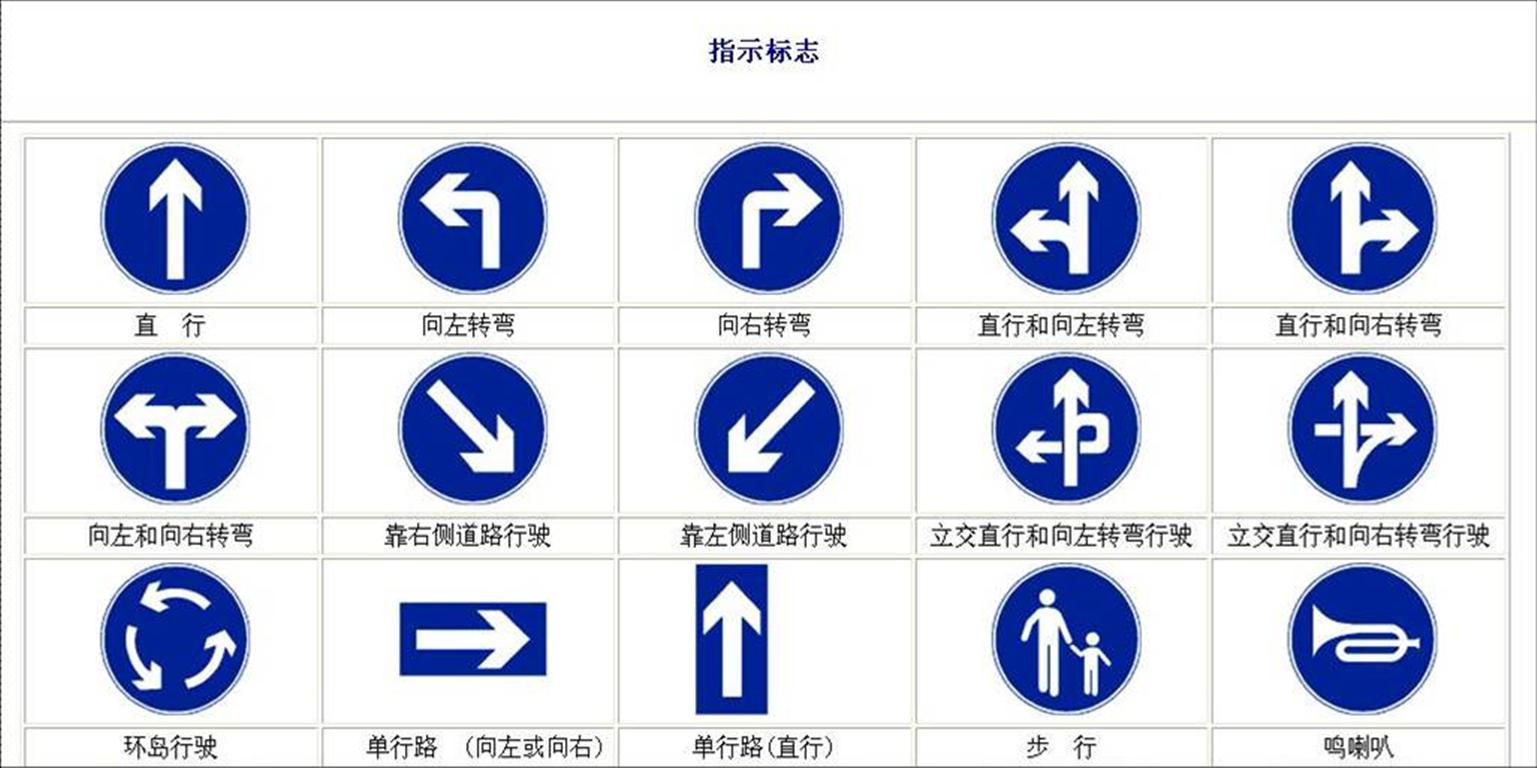 指示标志
直 行
向左转弯
向右转弯
直行和向左转弯
直行和向右转弯
向左和向右转弯
靠右侧道路行驶
靠左侧道路行驶
立交直行和向左转弯行驶
立交直行和向右转弯行驶
环岛行驶
单行路 （向左或向右）
单行路(直行)
步 行
鸣喇叭